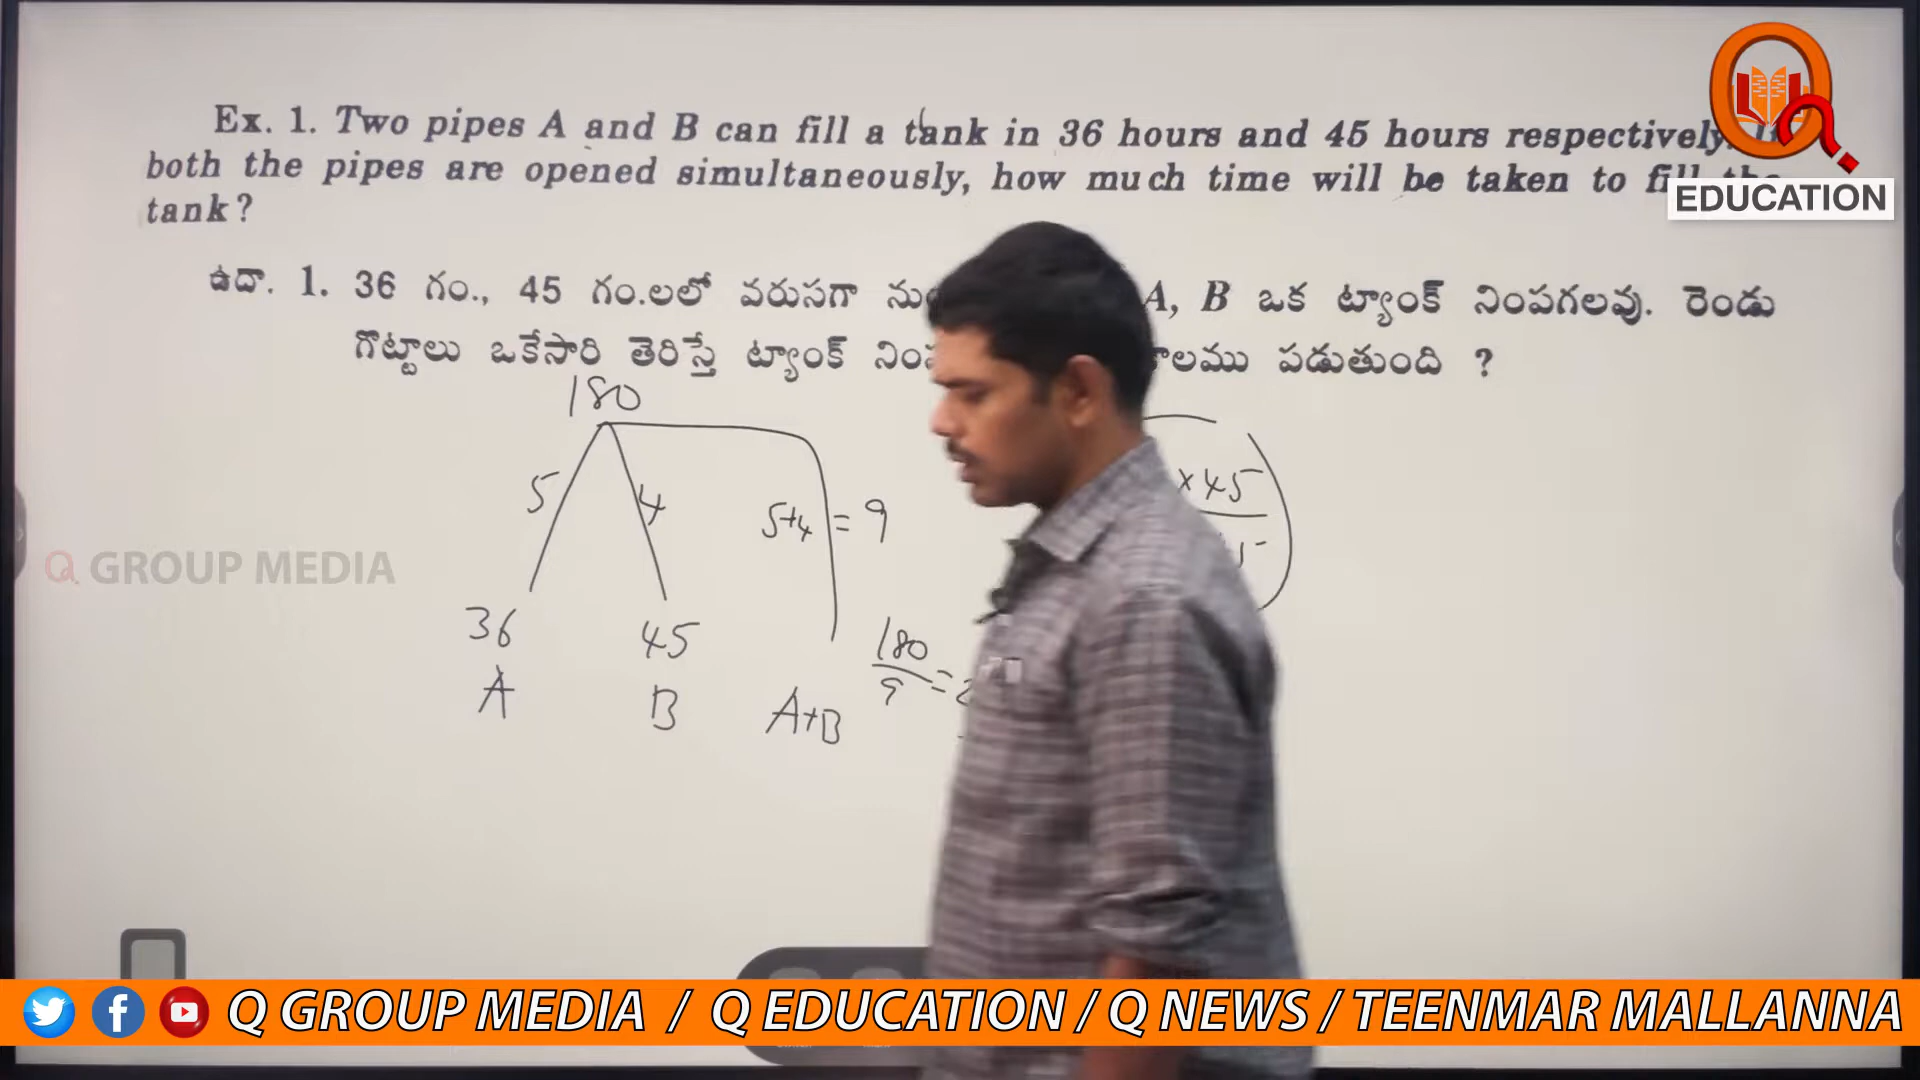 Ex. 1. Two pipes A and B can fill a tank in 36 hours and 45 hours respectively.
both the pipes are opened simultaneously, how much time will be taken to fill the
tank?
ఉదా. 1. 36 గం., 45 గం.లలో వరుసగా A, B ఒక ట్యాంక్ నింపగలవు. రెండు
గొట్టాలు ఒకేసారి తెరిస్తే ట్యాంక్ పడుతుంది ?
180
5 4 5+4 = 9
x 45
36 45
A B A+B
180
9 =
Q EDUCATION
Q GROUP MEDIA
Q GROUP MEDIA / Q EDUCATION / Q NEWS / TEENMAR MALLANNA